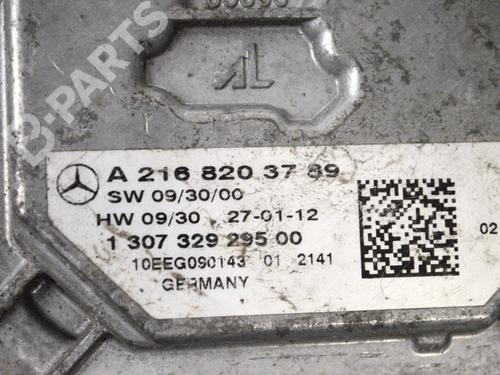 B-PARTS
AL
A 216 820 37 89
SW 09/30/00
HW 09/30 27-01-12
1 307 329 295 00
10EEG090143 01 2141
GERMANY
02